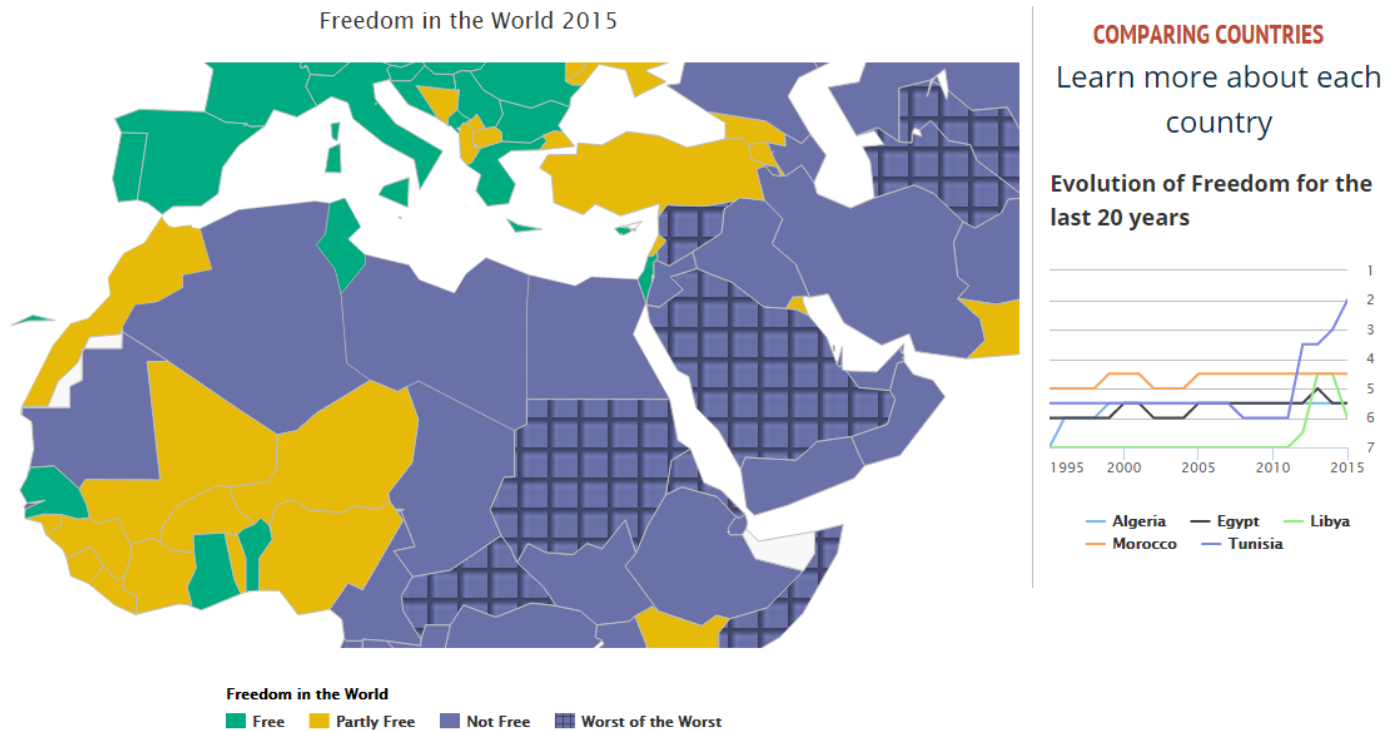 Freedom in the World 2015
COMPARING COUNTRIES
Learn more about each
country
Evolution of Freedom for the
last 20 years
1
2
3
4
5
6
7
1995 2000 2005 2010 2015
Algeria Egypt Libya
Morocco Tunisia
Freedom in the World
Free Partly Free Not Free Worst of the Worst